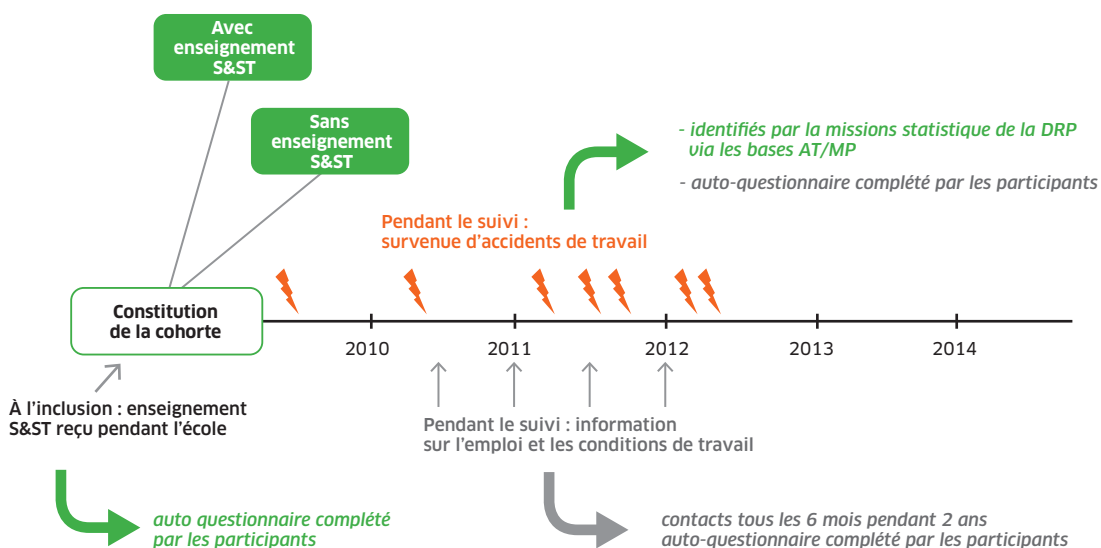 Avec
enseignement
S&ST
Sans
enseignement
S&ST
- identifiés par la missions statistique de la DRP
via les bases AT/MP
- auto-questionnaire complété par les participants
Pendant le suivi :
survenue d'accidents de travail
Constitution
de la cohorte
2010
2011
2012
2013
2014
À l'inclusion : enseignement
S&ST reçu pendant l'école
Pendant le suivi : information
sur l'emploi et les conditions de travail
auto questionnaire complété
par les participants
contacts tous les 6 mois pendant 2 ans
auto-questionnaire complété par les participants